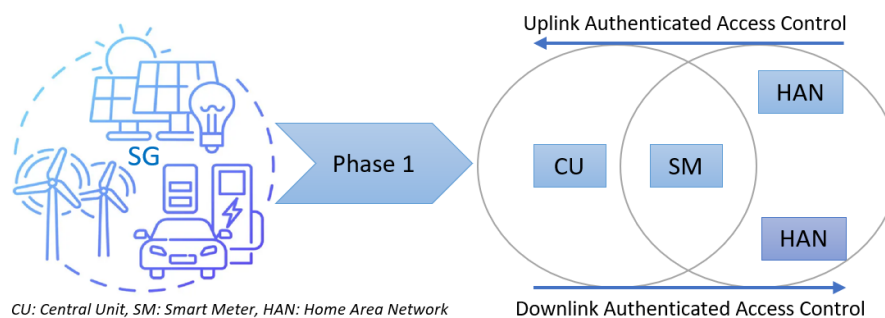 Uplink Authenticated Access Control
HAN
SG
Phase 1
CU
SM
HAN
CU: Central Unit, SM: Smart Meter, HAN: Home Area Network
Downlink Authenticated Access Control